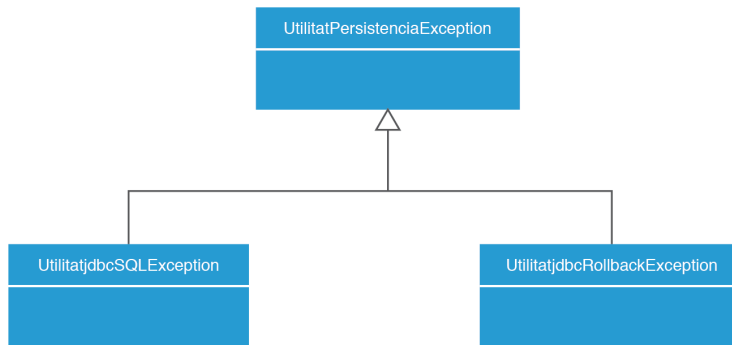 UtilitatPersistenciaException
UtilitatjdbcSQLException
UtilitatjdbcRollbackException